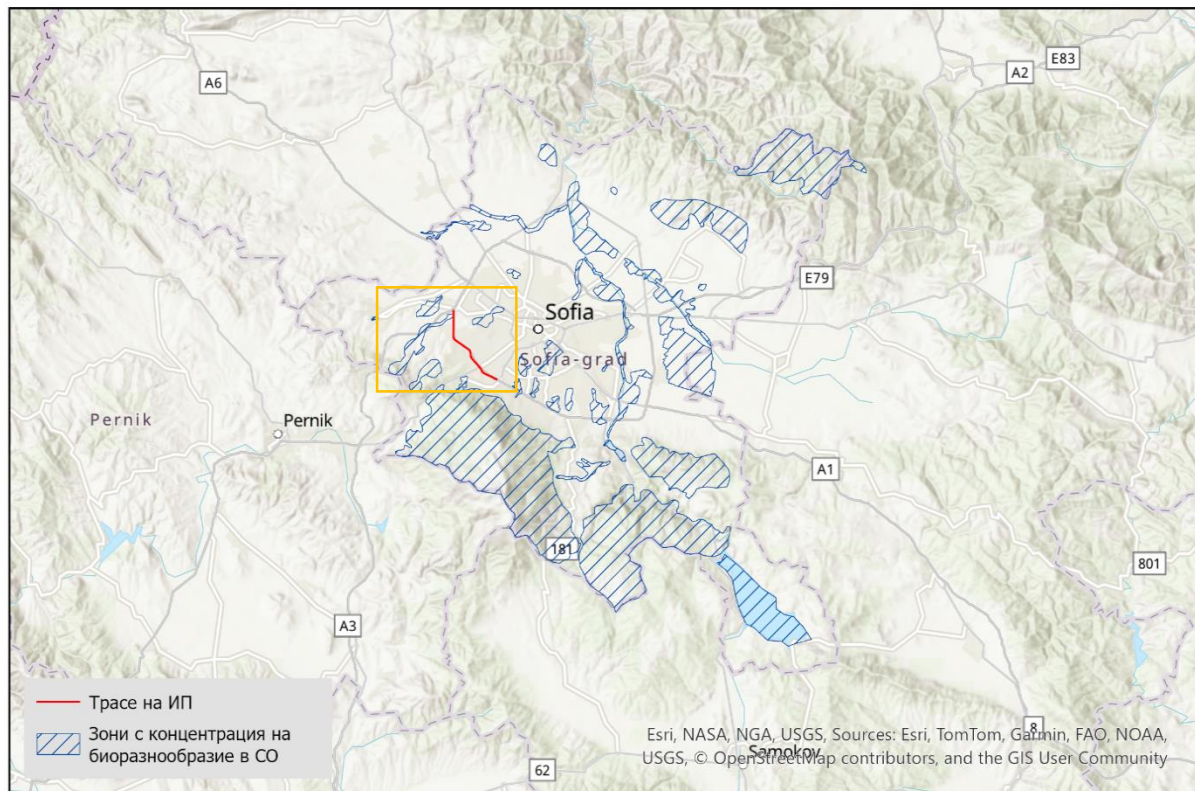 E83
A2
A6
E79
Sofia
Sofia-grad
Pernik
Pernik
A1
181
801
A3
Трасе на ИП
Зони с концентрация на
биоразнообразие в СО
8
Esri, NASA, NGA, USGS, Sources: Esri, TomTom, Garmin, FAO, NOAA,
Samokov
USGS, © OpenStreetMap contributors, and the GIS User Community
62